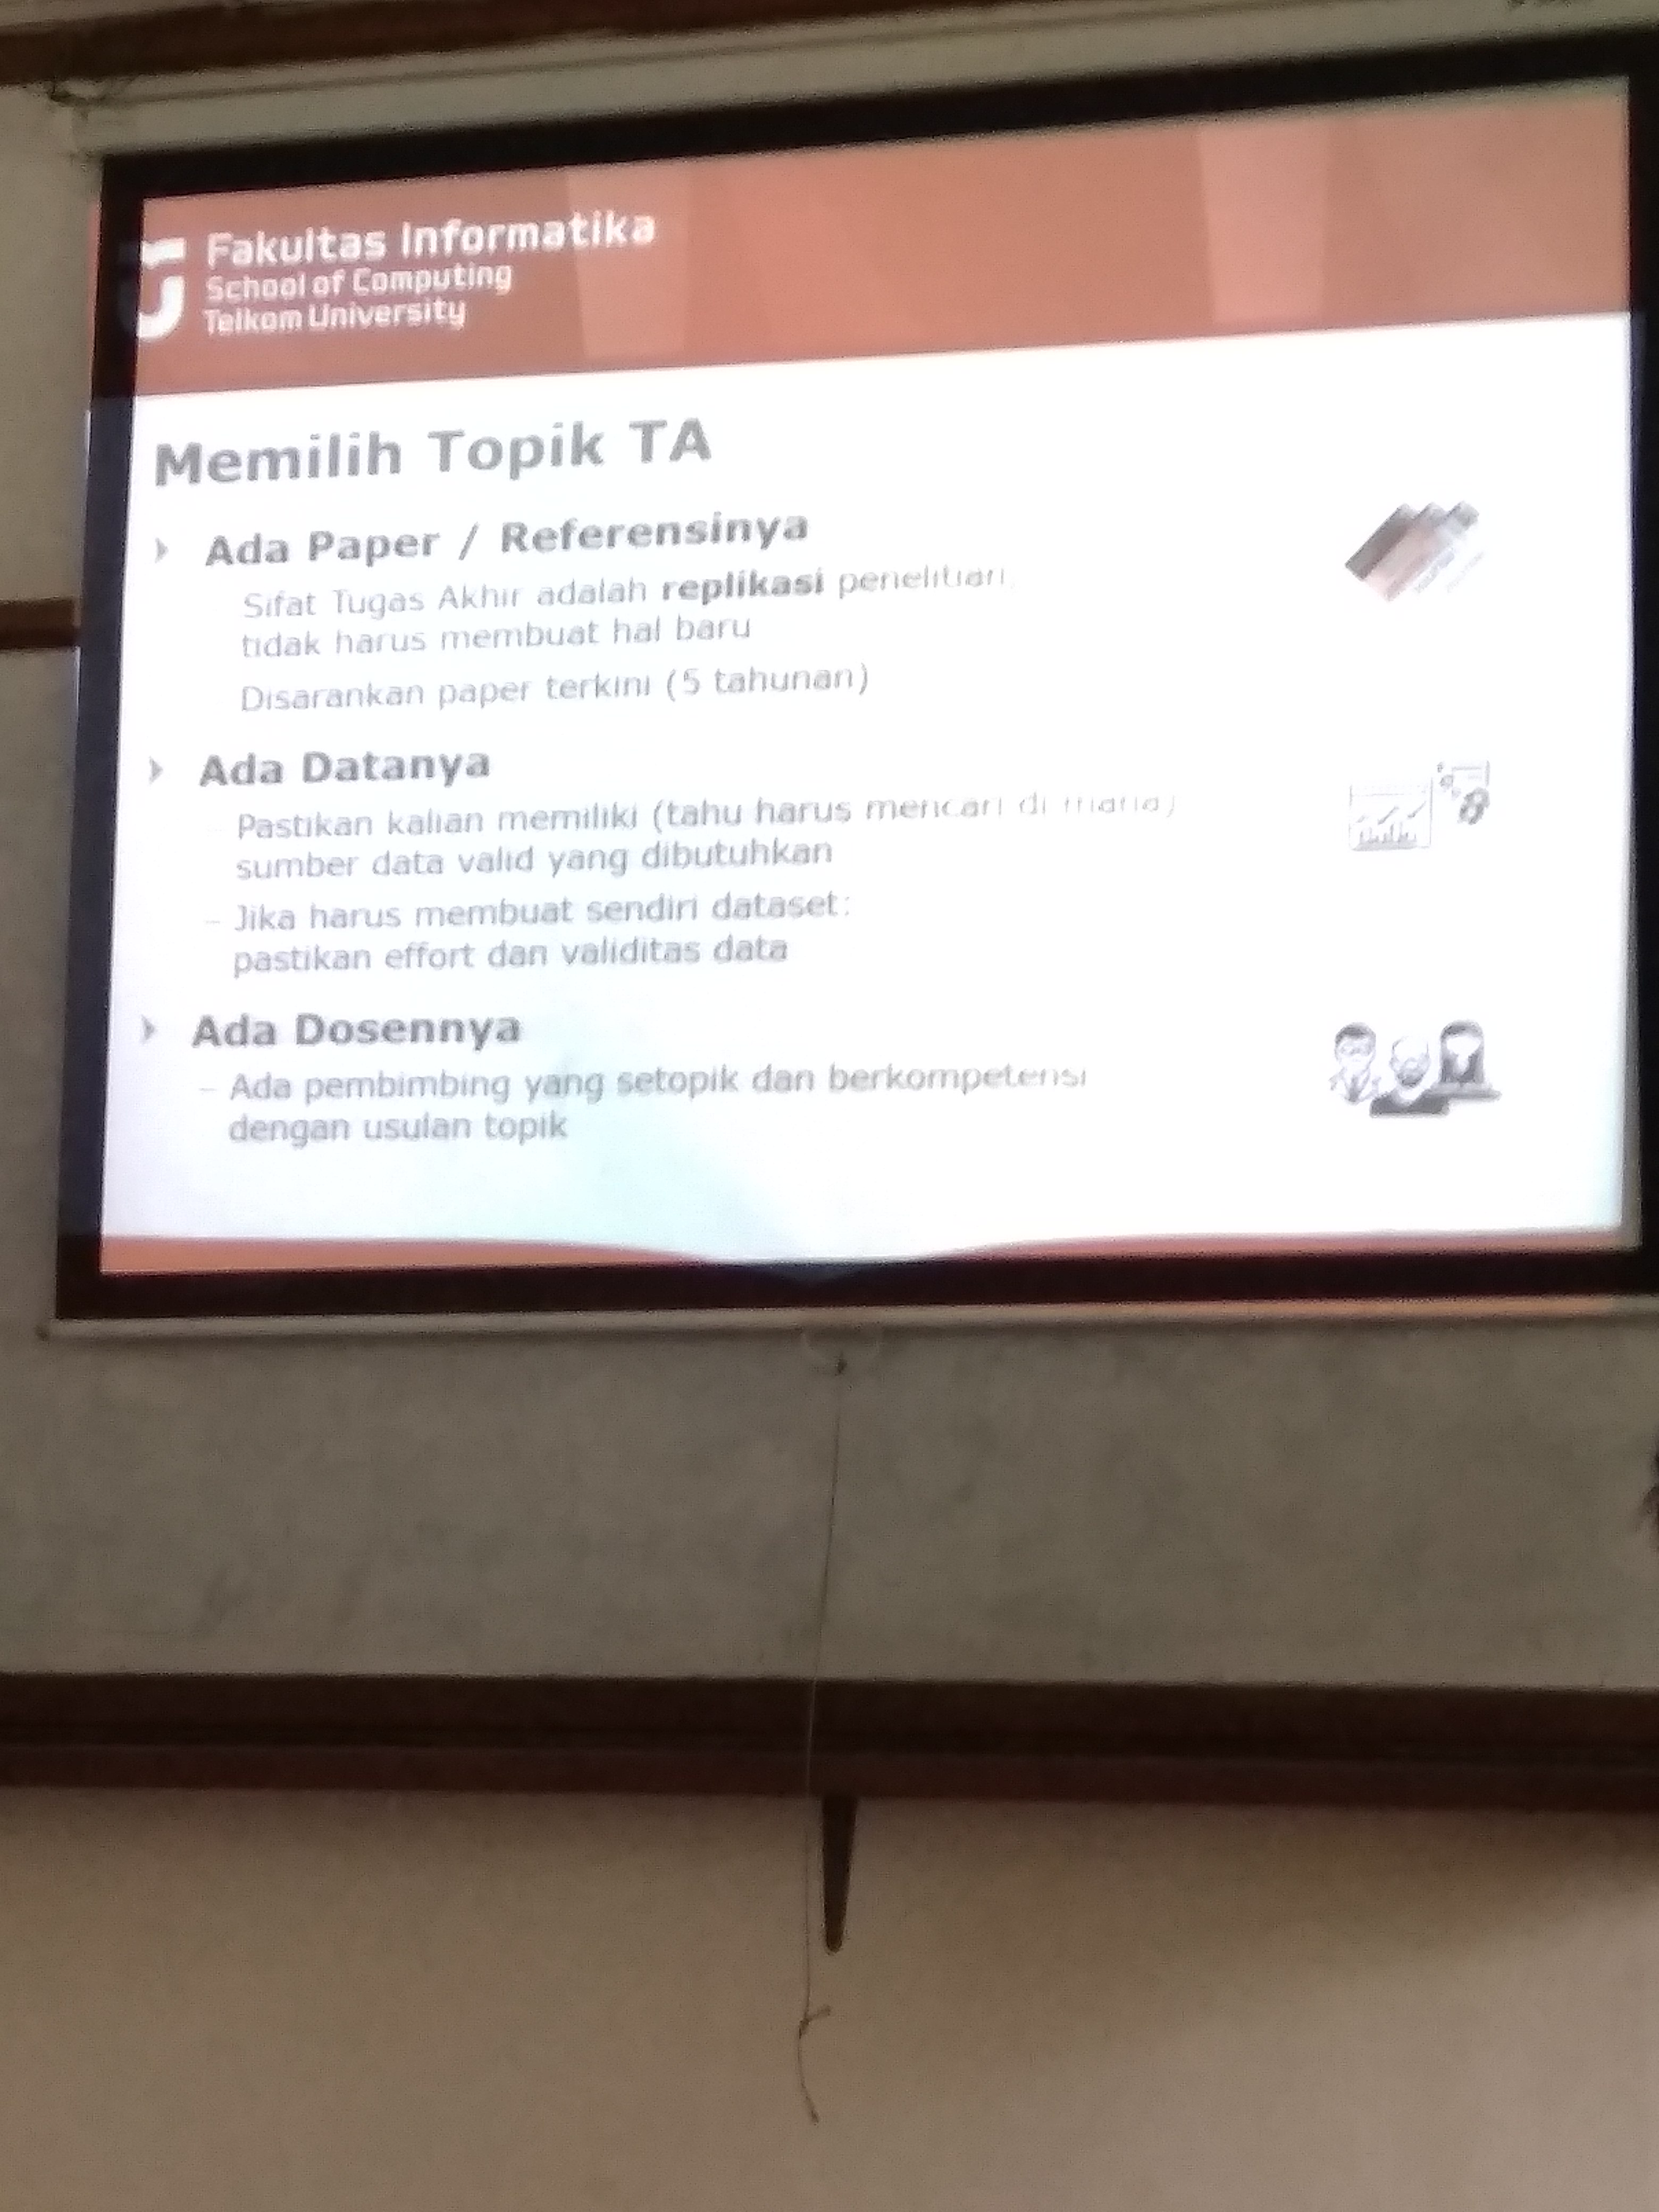 Fakultas Informatika
School of Computing
Telkom University
Memilih Topik TA
Ada Paper / Referensinya
Sifat Tugas Akhir adalah replikasi penelitian,
tidak harus membuat hal baru
Disarankan paper terkini (5 tahunan)
Ada Datanya
Pastikan kalian memiliki (tahu harus mencari di mana)
sumber data valid yang dibutuhkan
– Jika harus membuat sendiri dataset:
pastikan effort dan validitas data
Ada Dosennya
– Ada pembimbing yang setopik dan berkompetensi
dengan usulan topik